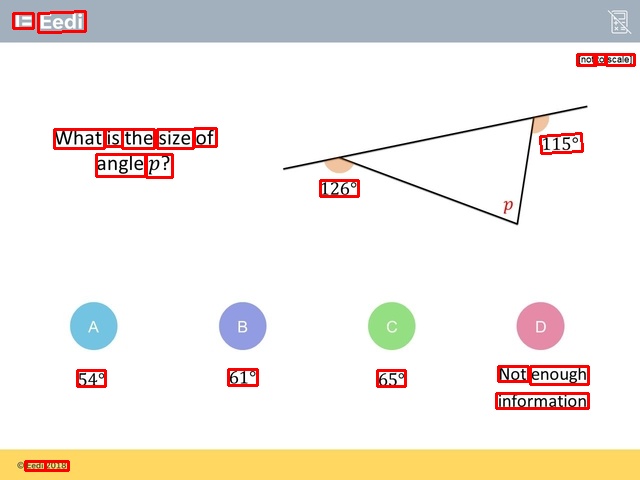 Eedi
[not to scale]
What is the size of
angle p?
115°
126°
p
A
B
C
D
54°
61°
65°
Not enough
information
© Eedi 2018